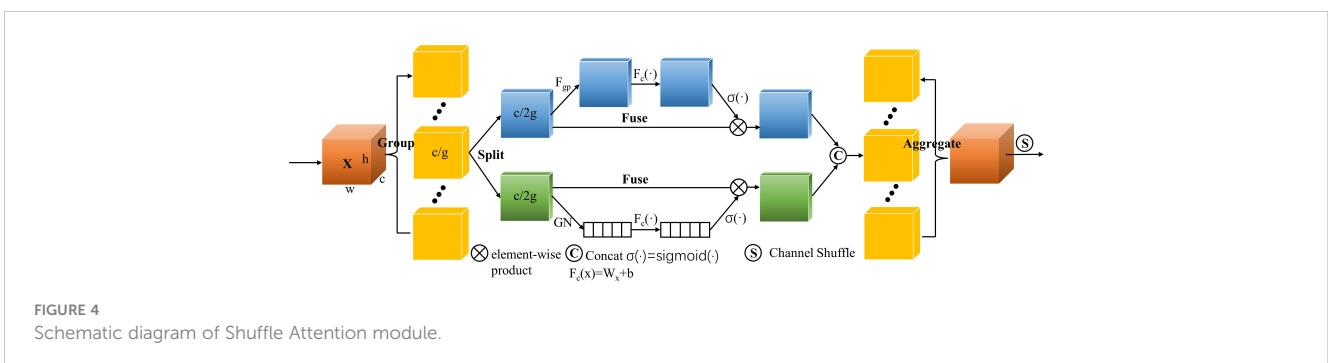 X
h
w
c
Group
c/g
Split
c/2g
F_gp
F_c(·)
σ(·)
Fuse
c/2g
Fuse
GN
F_c(·)
σ(·)
C
Aggregate
S
⊗ element-wise
product
Ⓒ Concat σ(·)=sigmoid(·)
F_c(x)=W_x+b
Ⓢ Channel Shuffle
FIGURE 4
Schematic diagram of Shuffle Attention module.